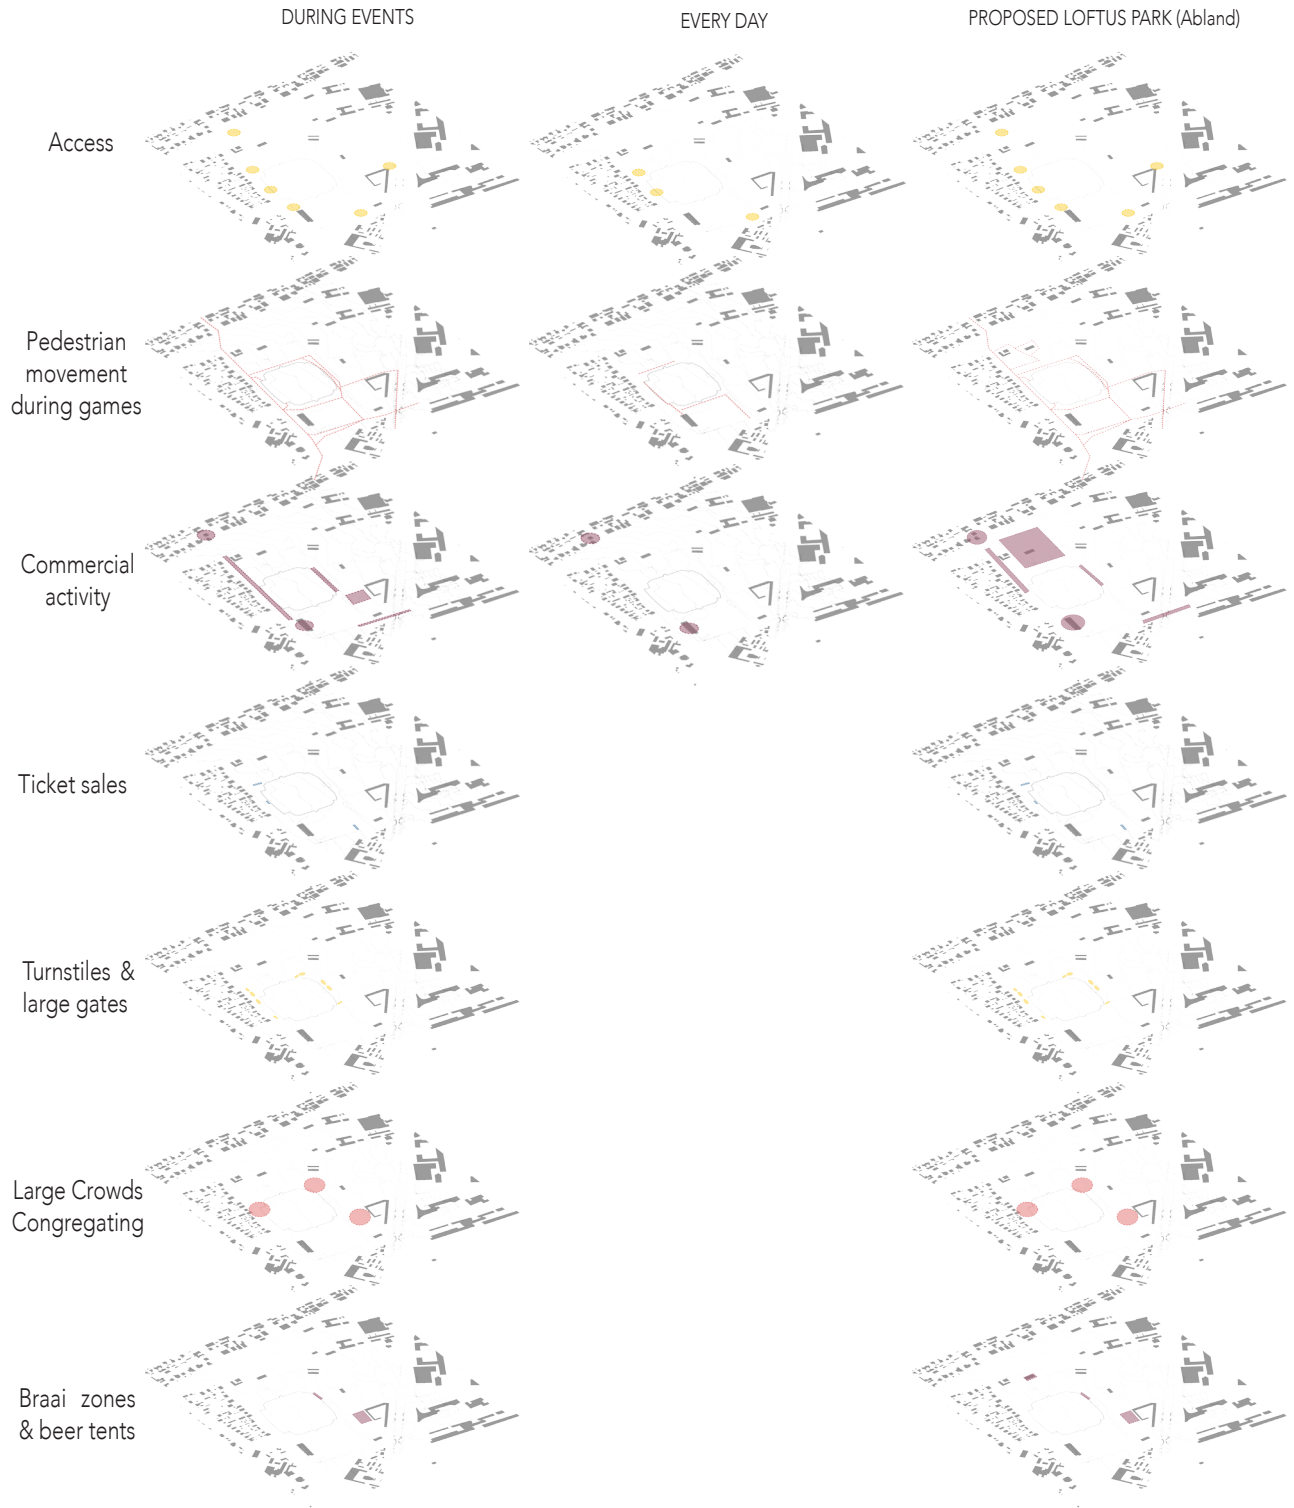 DURING EVENTS
EVERY DAY
PROPOSED LOFTUS PARK (Abland)
Access
Pedestrian
movement
during games
Commercial
activity
Ticket sales
Turnstiles &
large gates
Large Crowds
Congregating
Braai zones
& beer tents